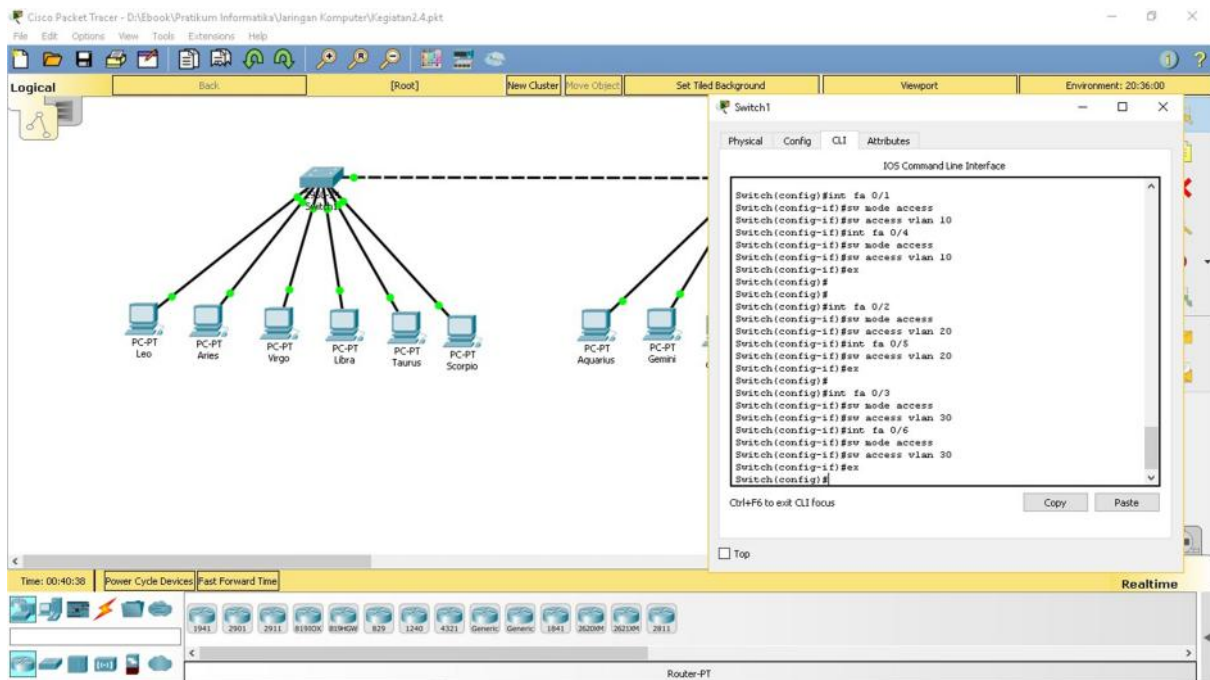 Cisco Packet Tracer - D:\Ebook\Pratikum Informatika\Jaringan Komputer\Kegiatan2.4.pkt
File Edit Options View Tools Extensions Help
Logical
Back
[Root]
New Cluster
Move Object
Set Tiled Background
Viewport
Environment: 20:36:00
Switch1
PC-PT
Leo
PC-PT
Aries
PC-PT
Virgo
PC-PT
Libra
PC-PT
Taurus
PC-PT
Scorpio
PC-PT
Aquarius
PC-PT
Gemini
Switch1
Physical Config CLI Attributes
IOS Command Line Interface
Switch(config)#int fa 0/1
Switch(config-if)#sw mode access
Switch(config-if)#sw access vlan 10
Switch(config-if)#int fa 0/4
Switch(config-if)#sw mode access
Switch(config-if)#sw access vlan 10
Switch(config-if)#ex
Switch(config)#
Switch(config)#
Switch(config)#int fa 0/2
Switch(config-if)#sw mode access
Switch(config-if)#sw access vlan 20
Switch(config-if)#int fa 0/5
Switch(config-if)#sw access vlan 20
Switch(config-if)#ex
Switch(config)#
Switch(config)#int fa 0/3
Switch(config-if)#sw mode access
Switch(config-if)#sw access vlan 30
Switch(config-if)#int fa 0/6
Switch(config-if)#sw mode access
Switch(config-if)#sw access vlan 30
Switch(config-if)#ex
Switch(config)#
Ctrl+F6 to exit CLI focus
Copy
Paste
Top
Time: 00:40:38
Power Cycle Devices
Fast Forward Time
Realtime
1941 2901 2911 819IOX 819HGW 829 1240 4321 Generic Generic 1841 2620XM 2621XM 2811
Router-PT